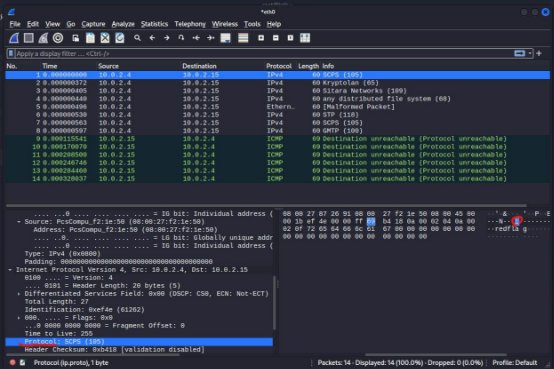 *eth0
File Edit View Go Capture Analyze Statistics Telephony Wireless Tools Help
Apply a display filter ... <Ctrl-/>
No. Time Source Destination Protocol Length Info
1 0.000000000 10.0.2.4 10.0.2.15 IPv4 60 SCPS (105)
2 0.000000372 10.0.2.4 10.0.2.15 IPv4 60 Kryptolan (65)
3 0.000000405 10.0.2.4 10.0.2.15 IPv4 60 Sitara Networks (109)
4 0.000000440 10.0.2.4 10.0.2.15 IPv4 60 any distributed file system (68)
5 0.000000496 10.0.2.4 10.0.2.15 Ethern… 60 [Malformed Packet]
6 0.000000530 10.0.2.4 10.0.2.15 IPv4 60 STP (118)
7 0.000000563 10.0.2.4 10.0.2.15 IPv4 60 SCPS (105)
8 0.000000597 10.0.2.4 10.0.2.15 IPv4 60 GMTP (100)
9 0.000115541 10.0.2.15 10.0.2.4 ICMP 60 Destination unreachable (Protocol unreachable)
10 0.000170070 10.0.2.15 10.0.2.4 ICMP 60 Destination unreachable (Protocol unreachable)
11 0.000208500 10.0.2.15 10.0.2.4 ICMP 60 Destination unreachable (Protocol unreachable)
12 0.000246746 10.0.2.15 10.0.2.4 ICMP 60 Destination unreachable (Protocol unreachable)
13 0.000284460 10.0.2.15 10.0.2.4 ICMP 60 Destination unreachable (Protocol unreachable)
14 0.000328037 10.0.2.15 10.0.2.4 ICMP 60 Destination unreachable (Protocol unreachable)
.... ...0 .... .... .... .... = IG bit: Individual address (
Source: PcsCompu_f2:1e:50 (08:00:27:f2:1e:50)
Address: PcsCompu_f2:1e:50 (08:00:27:f2:1e:50)
.... ..0. .... .... .... .... = LG bit: Globally unique addr
.... ...0 .... .... .... .... = IG bit: Individual address (
Type: IPv4 (0x0800)
Padding: 00000000000000000000000000000000000000
Internet Protocol Version 4, Src: 10.0.2.4, Dst: 10.0.2.15
0100 .... = Version: 4
.... 0101 = Header Length: 20 bytes (5)
Differentiated Services Field: 0x00 (DSCP: CS0, ECN: Not-ECT)
Total Length: 27
Identification: 0xef4e (61262)
000. .... = Flags: 0x0
...0 0000 0000 0000 = Fragment Offset: 0
Time to Live: 255
Protocol: SCPS (105)
Header Checksum: 0xb418 [validation disabled]
08 00 27 87 26 91 08 00 27 f2 1e 50 08 00 45 00
00 1b ef 4e 00 00 ff 69 b4 18 0a 00 02 04 0a 00
02 0f 72 65 64 66 6c 61 67 00 00 00 00 00 00 00
00 00 00 00 00 00 00 00 00 00 00 00
redfla g
Protocol (ip.proto), 1 byte
Packets: 14 · Displayed: 14 (100.0%) · Dropped: 0 (0.0%)
Profile: Default